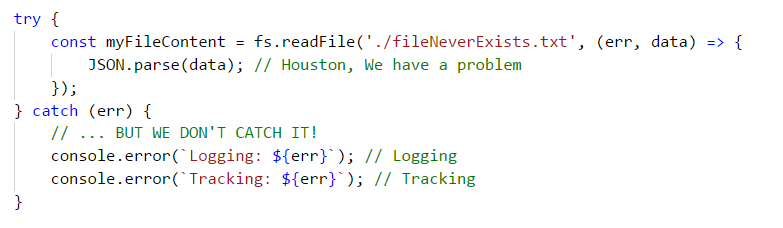 try {
    const myFileContent = fs.readFile('./fileNeverExists.txt', (err, data) => {
        JSON.parse(data); // Houston, We have a problem
    });
} catch (err) {
    // ... BUT WE DON'T CATCH IT!
    console.error(`Logging: ${err}`); // Logging
    console.error(`Tracking: ${err}`); // Tracking
}